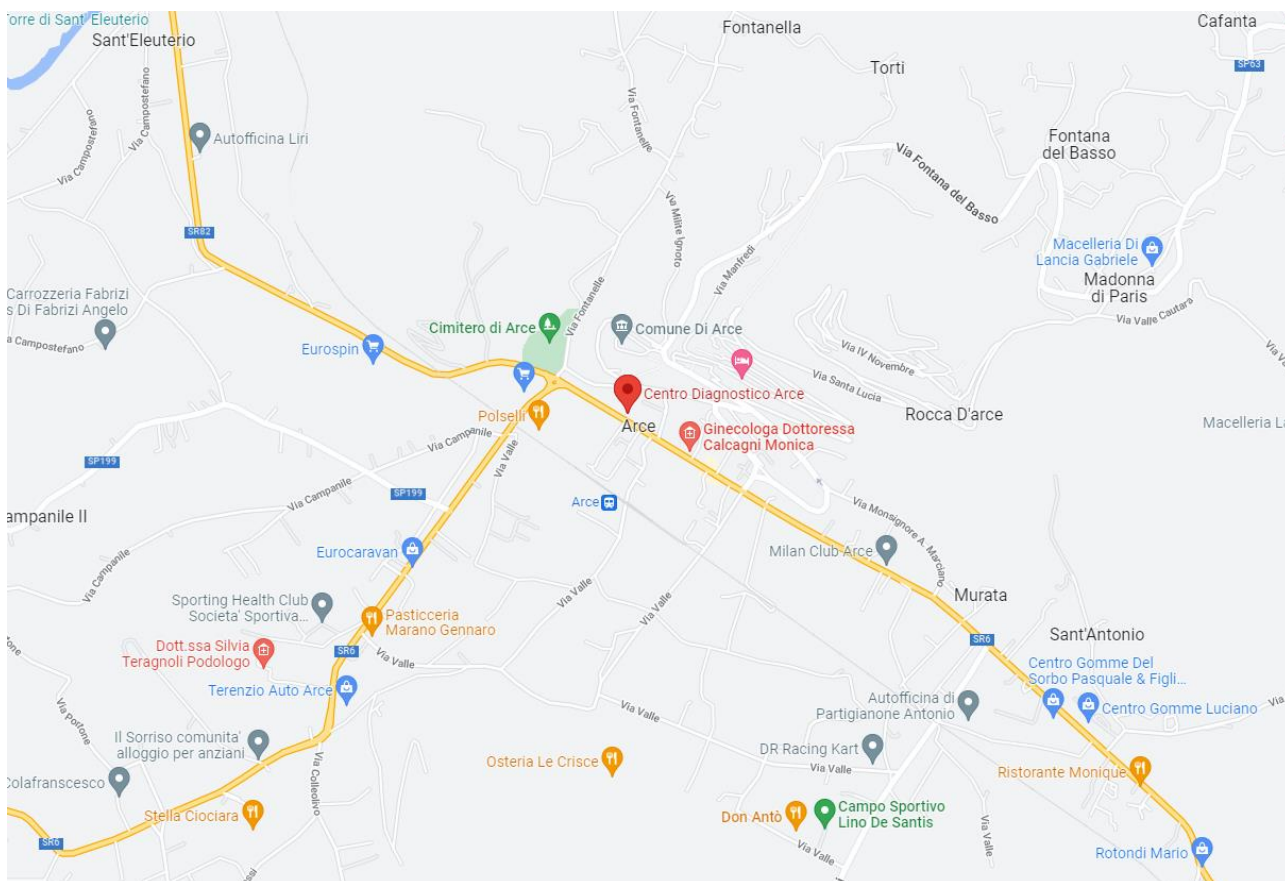 Torre di Sant'Eleuterio
Sant'Eleuterio
Fontanella
Cafanta
Torti
SP63
Via Campostefano
Via Campostefano
Via Campostefano
Autofficina Liri
Via Fontanelle
Fontana
del Basso
Via Fontana del Basso
Via Milite Ignoto
SR82
Via Manfredi
Macelleria Di
Lancia Gabriele
Madonna
di Paris
Carrozzeria Fabrizi
s Di Fabrizi Angelo
a Campostefano
Via Fontanelle
Cimitero di Arce
Comune Di Arce
Via Valle Cautara
Eurospin
Via IV Novembre
Via Santa Lucia
Centro Diagnostico Arce
Rocca D'arce
Polselli
Arce
Ginecologa Dottoressa
Calcagni Monica
Macelleria La
Via Campanile
Via Valle
SP199
Via Campanile
SP199
Arce
ampanile II
Via Monsignore A. Marciano
Via Campanile
Eurocaravan
Milan Club Arce
Via Valle
Via Valle
Sporting Health Club
Societa' Sportiva...
Pasticceria
Marano Gennaro
Murata
Dott.ssa Silvia
Teragnoli Podologo
SR6
Via Valle
SR6
Sant'Antonio
Centro Gomme Del
Sorbo Pasquale & Figli...
Terenzio Auto Arce
Via Valle
Autofficina di
Partigianone Antonio
Centro Gomme Luciano
Via Portone
Il Sorriso comunita'
alloggio per anziani
Via Colleolivo
Osteria Le Crisce
DR Racing Kart
Via Valle
Ristorante Monique
Colafranscesco
Stella Ciociara
Don Antò
Campo Sportivo
Lino De Santis
SR6
Via Valle
Rotondi Mario